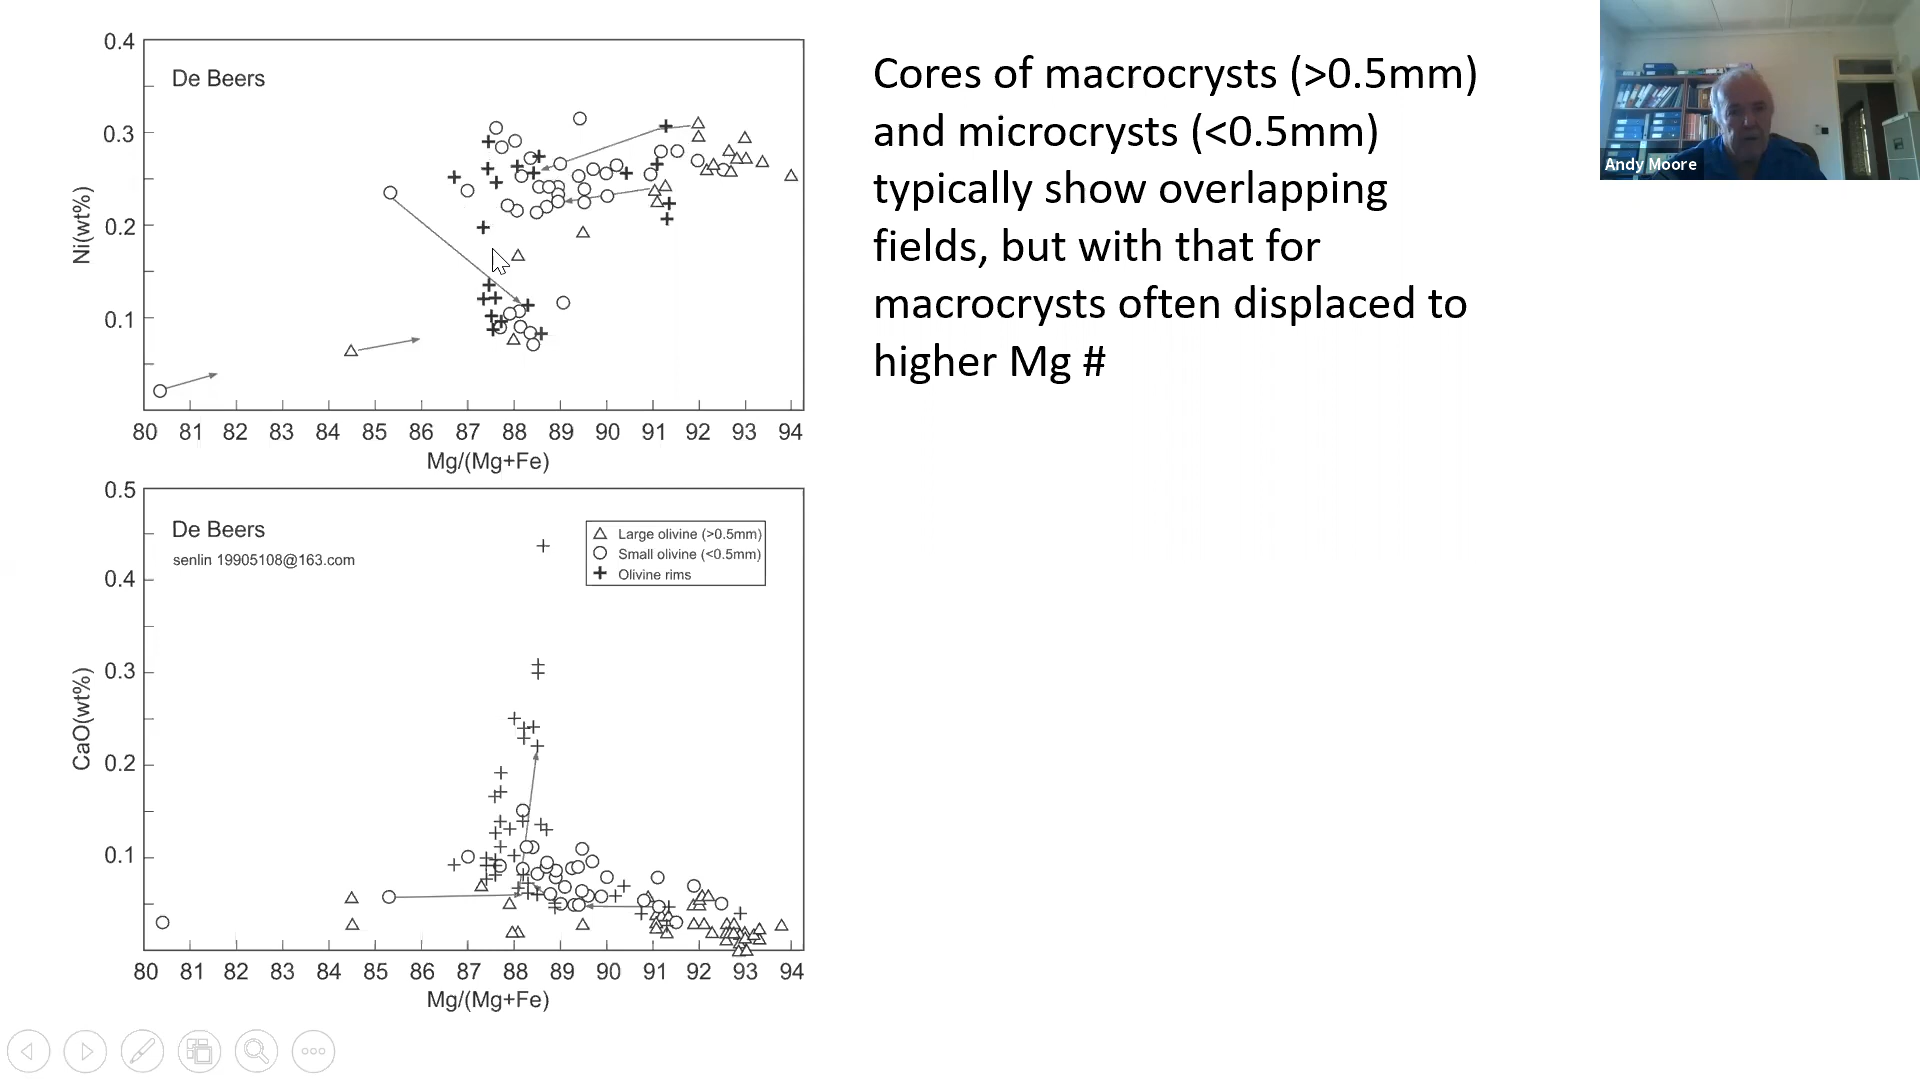 0.4
De Beers
0.3
Ni(wt%)
0.2
0.1
80 81 82 83 84 85 86 87 88 89 90 91 92 93 94
Mg/(Mg+Fe)
0.5
De Beers
senlin 19905108@163.com
Large olivine (>0.5mm)
Small olivine (<0.5mm)
Olivine rims
0.4
0.3
CaO(wt%)
0.2
0.1
80 81 82 83 84 85 86 87 88 89 90 91 92 93 94
Mg/(Mg+Fe)
Cores of macrocrysts (>0.5mm)
and microcrysts (<0.5mm)
typically show overlapping
fields, but with that for
macrocrysts often displaced to
higher Mg #
Andy Moore